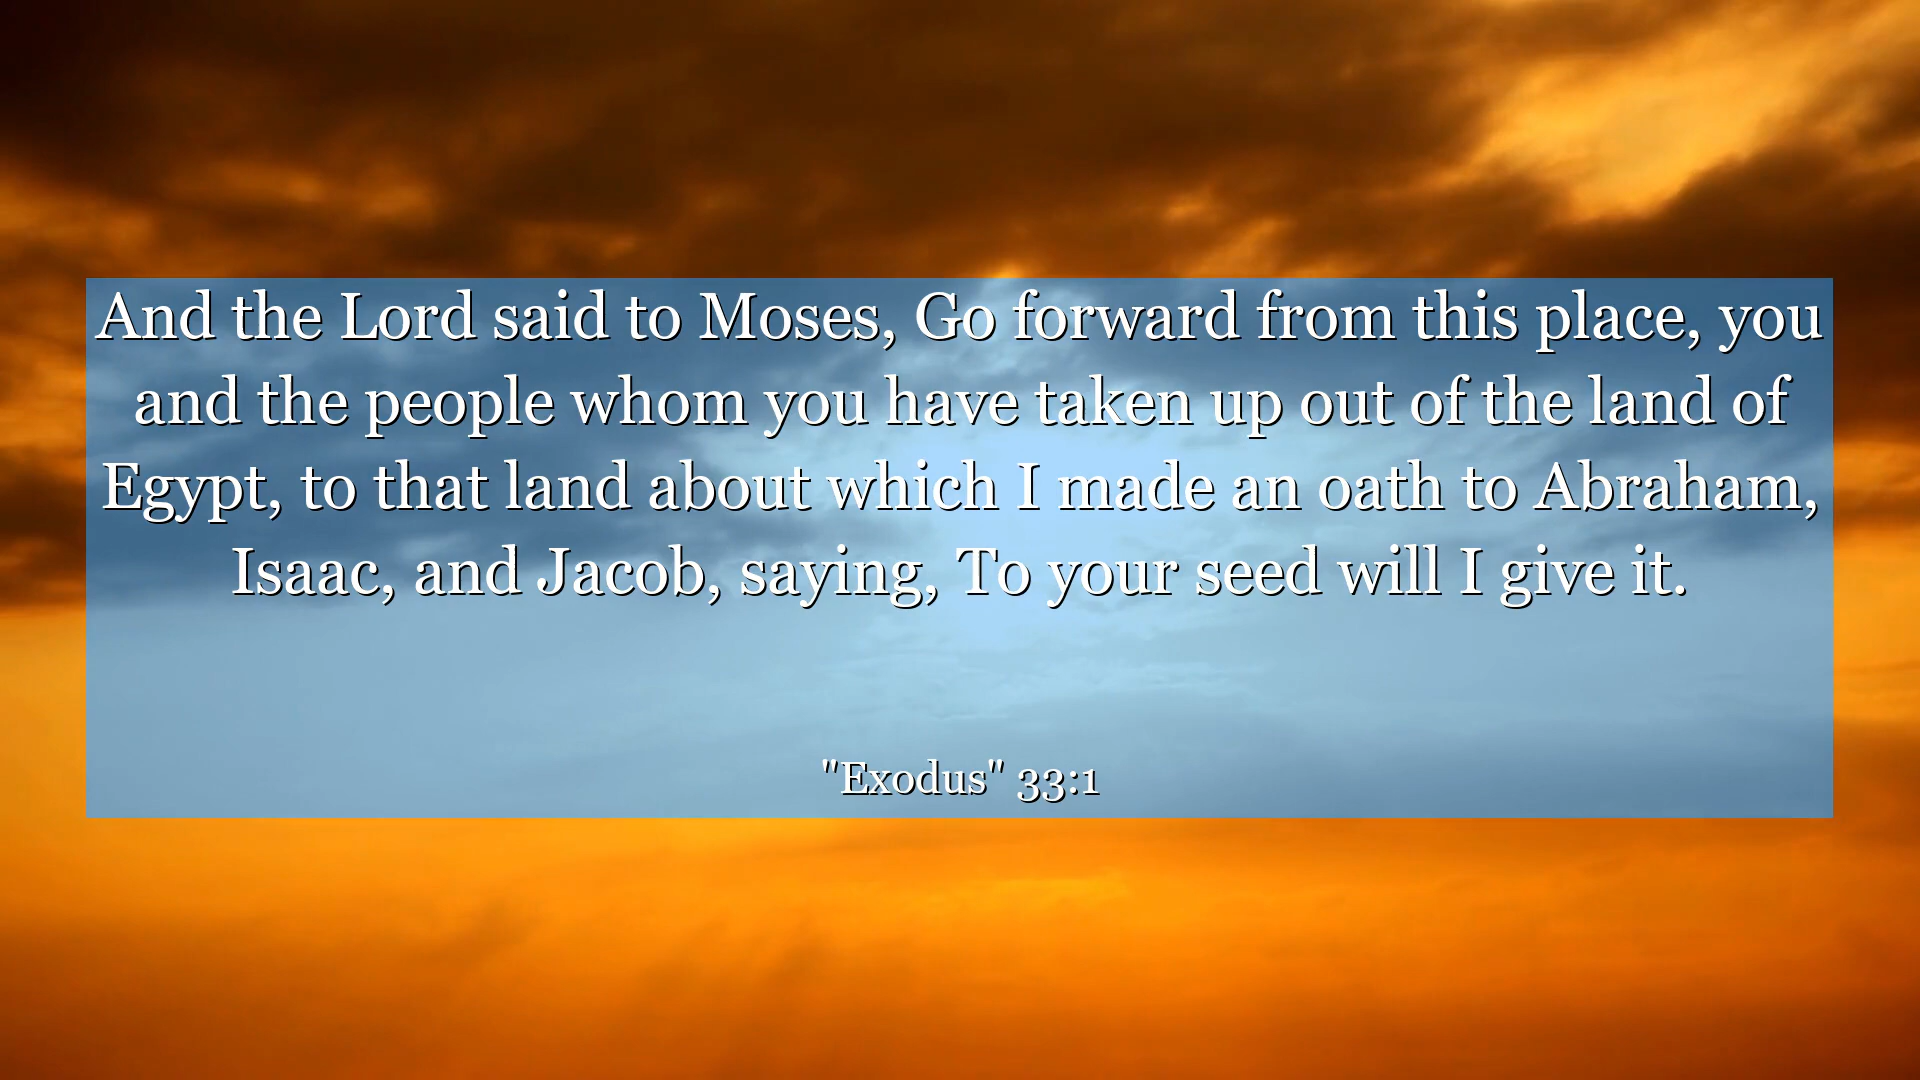 And the Lord said to Moses, Go forward from this place, you
and the people whom you have taken up out of the land of
Egypt, to that land about which I made an oath to Abraham,
Isaac, and Jacob, saying, To your seed will I give it.
"Exodus" 33:1